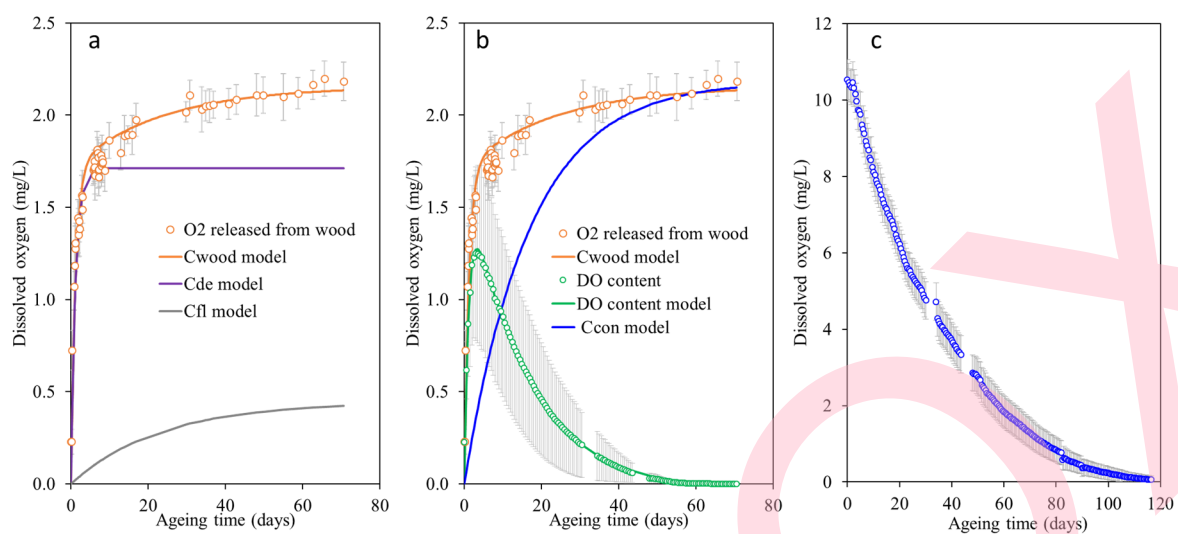 a
Dissolved oxygen (mg/L)
2.5
2.0
1.5
1.0
0.5
0.0
O2 released from wood
Cwood model
Cde model
Cfl model
0 20 40 60 80
Ageing time (days)
b
Dissolved oxygen (mg/L)
2.5
2.0
1.5
1.0
0.5
0.0
O2 released from wood
Cwood model
DO content
DO content model
Ccon model
0 20 40 60 80
Ageing time (days)
c
Dissolved oxygen (mg/L)
12
10
8
6
4
2
0
0 20 40 60 80 100 120
Ageing time (days)